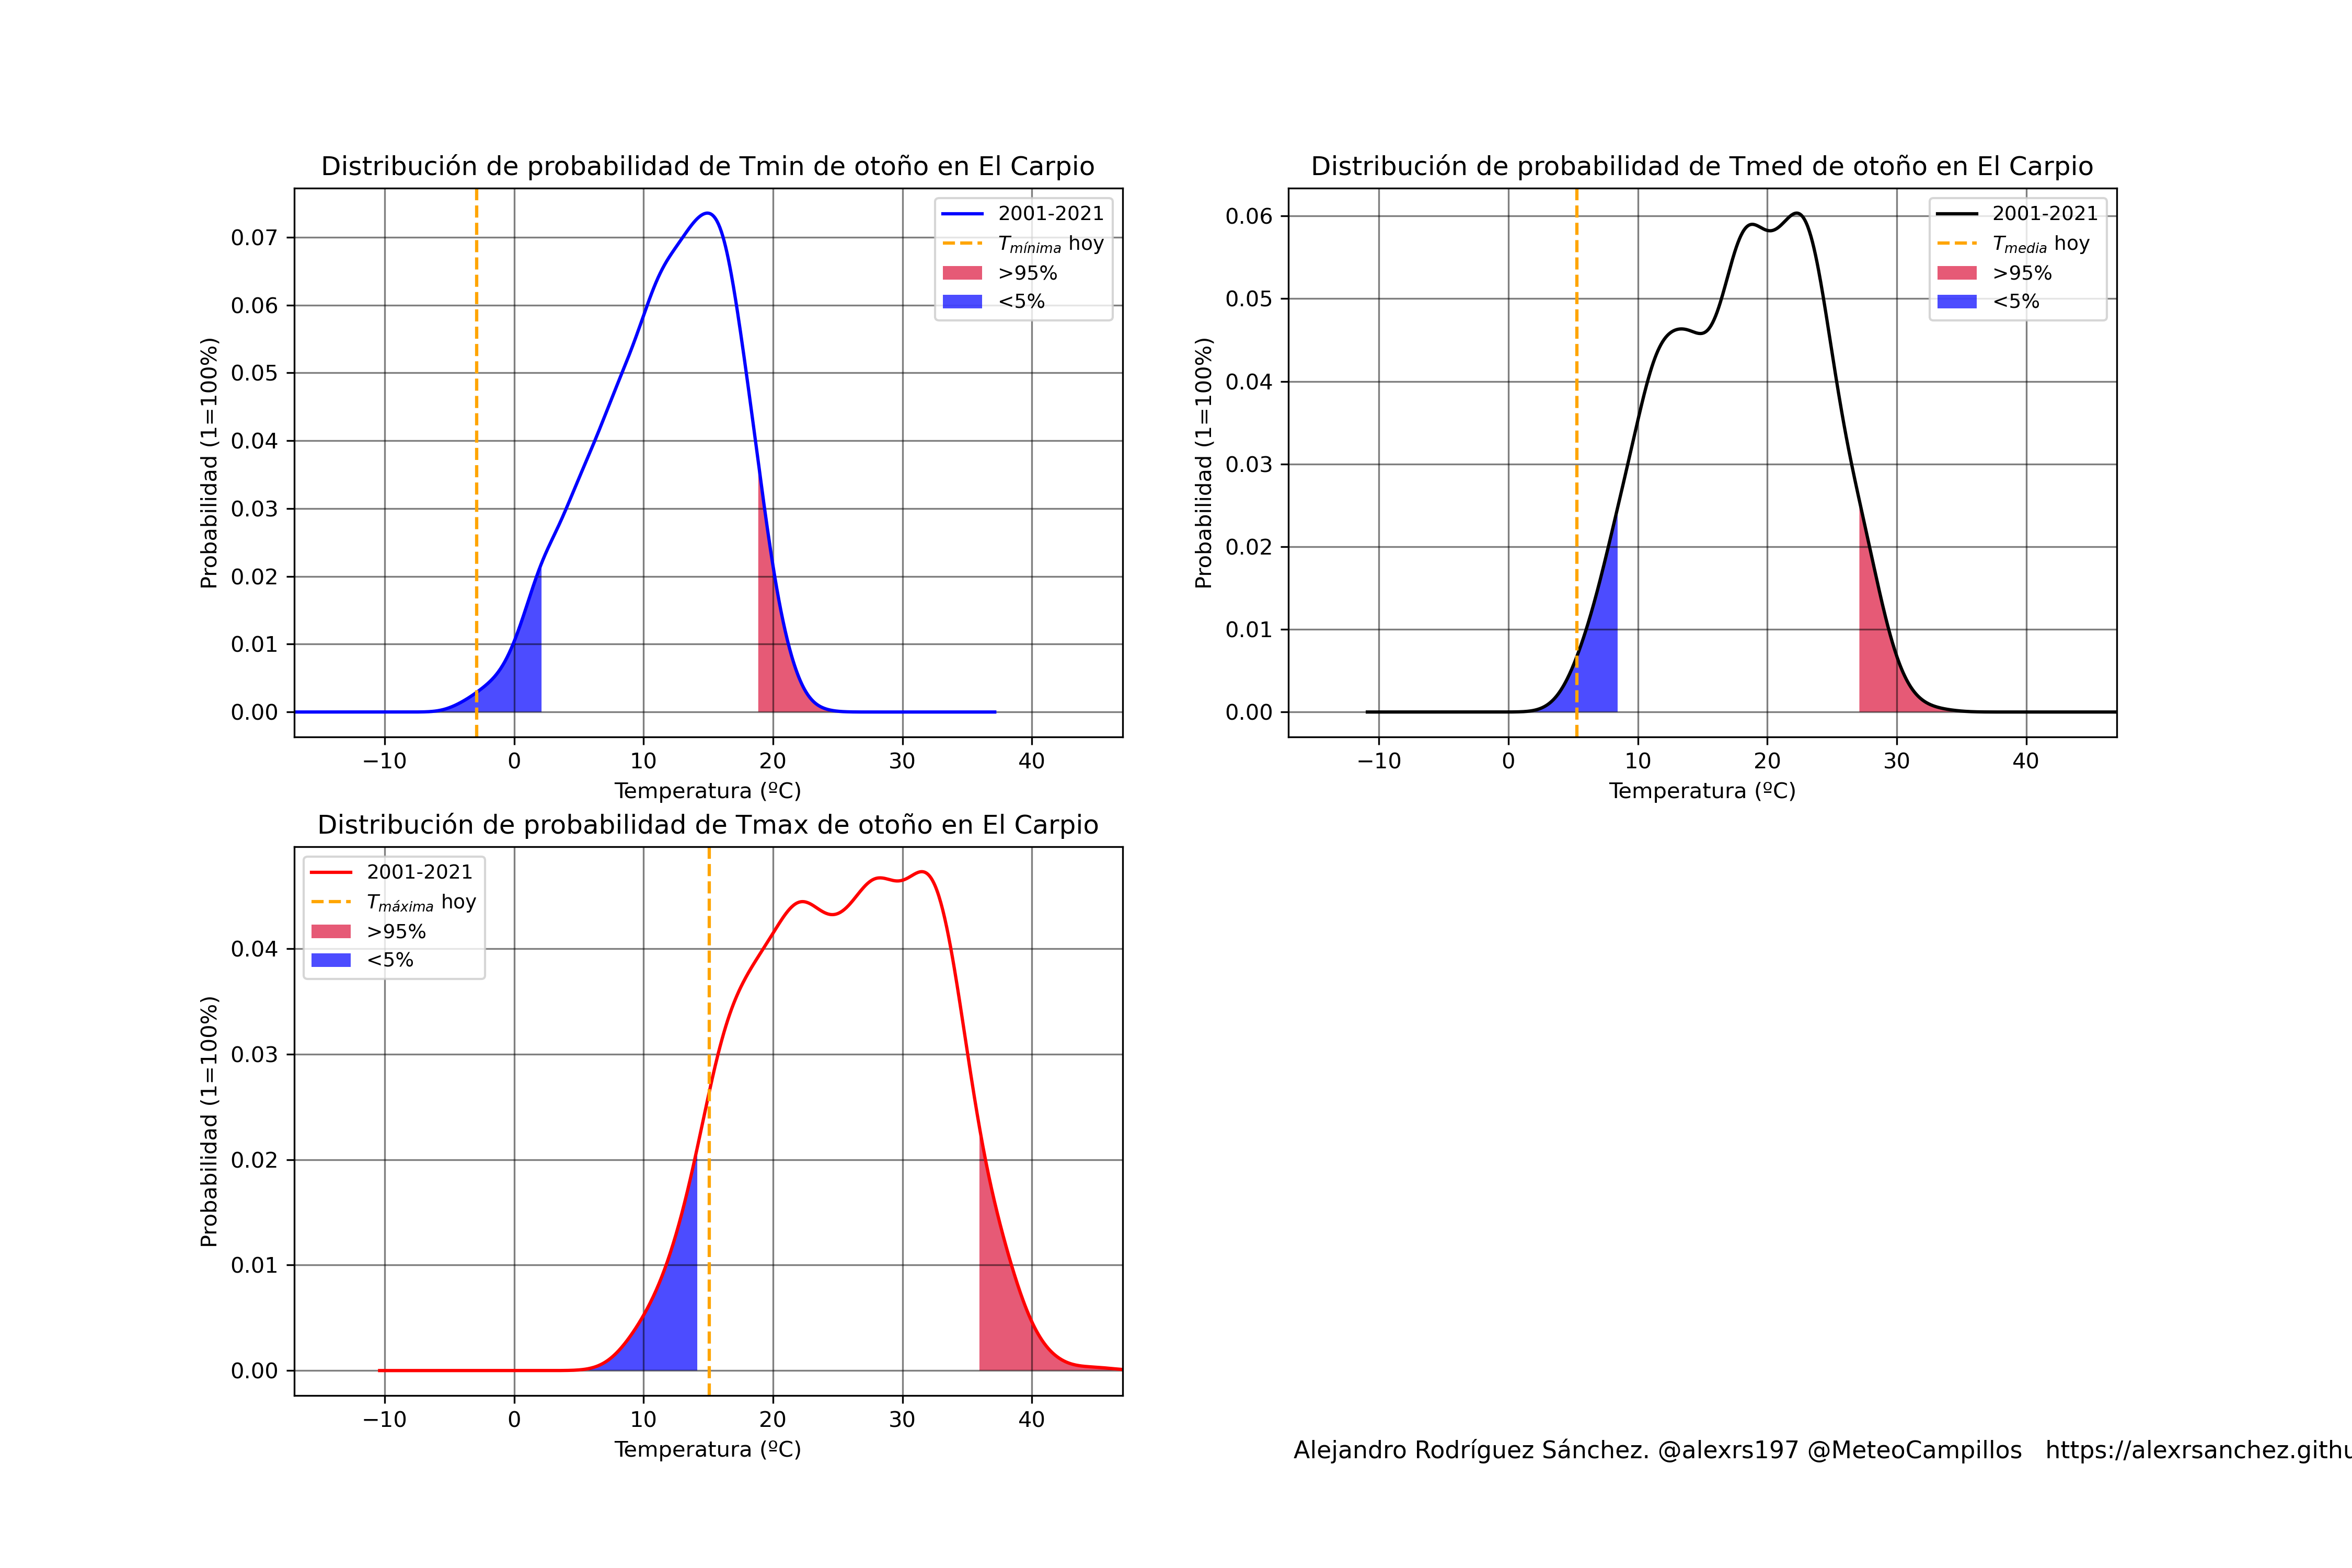 Distribución de probabilidad de Tmin de otoño en El Carpio
2001-2021
Tmínima hoy
>95%
<5%
0.07
0.06
0.05
0.04
0.03
0.02
0.01
0.00
Probabilidad (1=100%)
−10 0 10 20 30 40
Temperatura (ºC)
Distribución de probabilidad de Tmed de otoño en El Carpio
2001-2021
Tmedia hoy
>95%
<5%
0.06
0.05
0.04
0.03
0.02
0.01
0.00
Probabilidad (1=100%)
−10 0 10 20 30 40
Temperatura (ºC)
Distribución de probabilidad de Tmax de otoño en El Carpio
2001-2021
Tmáxima hoy
>95%
<5%
0.04
0.03
0.02
0.01
0.00
Probabilidad (1=100%)
−10 0 10 20 30 40
Temperatura (ºC)
Alejandro Rodríguez Sánchez. @alexrs197 @MeteoCampillos https://alexrsanchez.githu